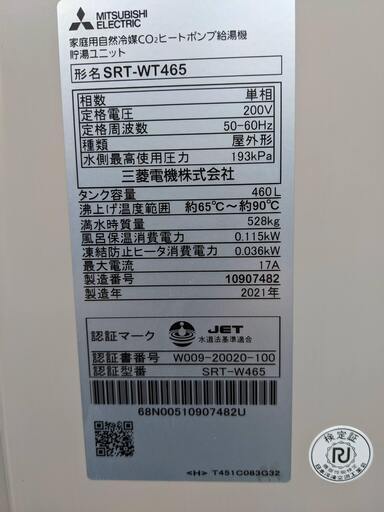 MITSUBISHI
ELECTRIC
家庭用自然冷媒CO₂ヒートポンプ給湯機
貯湯ユニット
形名 SRT-WT465
相数 単相
定格電圧 200V
定格周波数 50-60Hz
種類 屋外形
水側最高使用圧力 193kPa
三菱電機株式会社
タンク容量 460L
沸上げ温度範囲 約65℃~約90℃
満水時質量 528kg
風呂保温消費電力 0.115kW
凍結防止ヒータ消費電力 0.036kW
最大電流 17A
製造番号 10907482
製造年 2021年
認証マーク JET
水道法基準適合
認証書番号 W009-20020-100
認証型番 SRT-W465
68N00510907482U
検定証
<H> T451C083G32